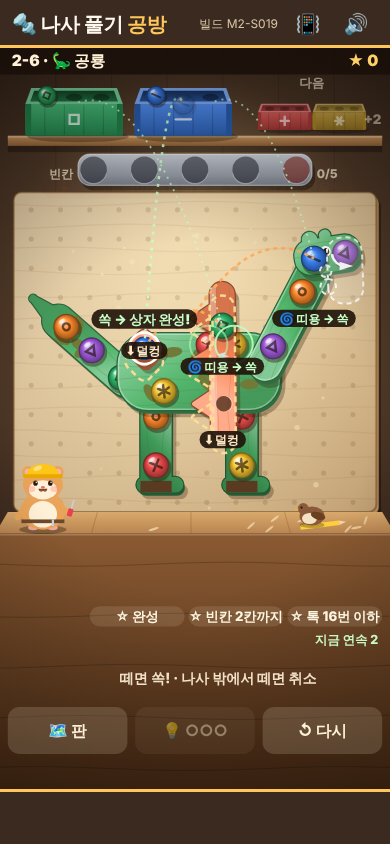 나사 풀기 공방 빌드 M2-S019
2-6 · 공룡 ★ 0
다음
+2
빈칸 0/5
쏙 → 상자 완성!
⬇덜컹
띠용 → 쏙
띠용 → 쏙
⬇덜컹
☆ 완성 ☆ 빈칸 2칸까지 ☆ 톡 16번 이하
지금 연속 2
떼면 쏙! · 나사 밖에서 떼면 취소
판 다시